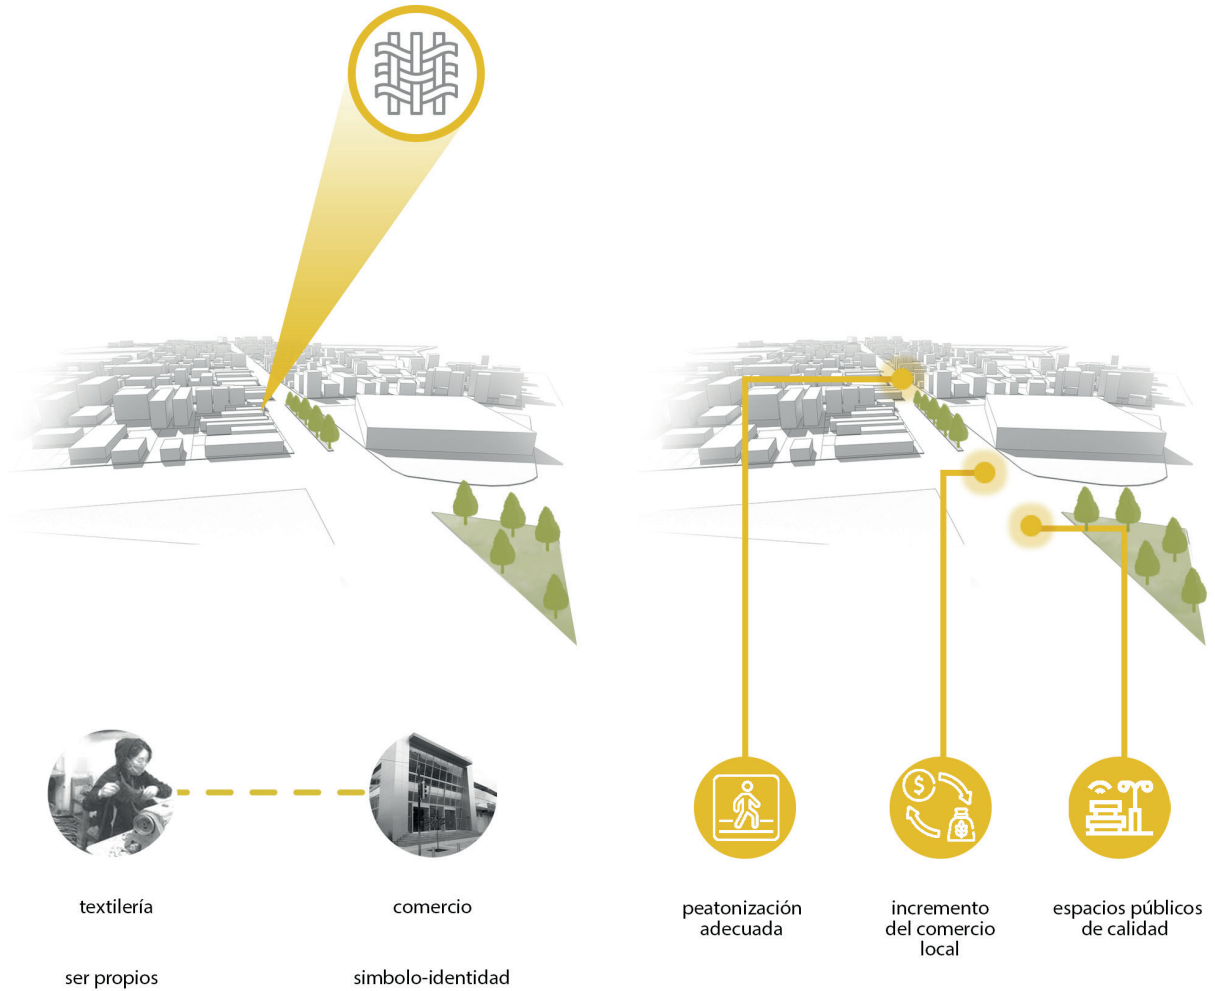 textilería
comercio
ser propios
simbolo-identidad
peatonización
adecuada
incremento
del comercio
local
espacios públicos
de calidad
$